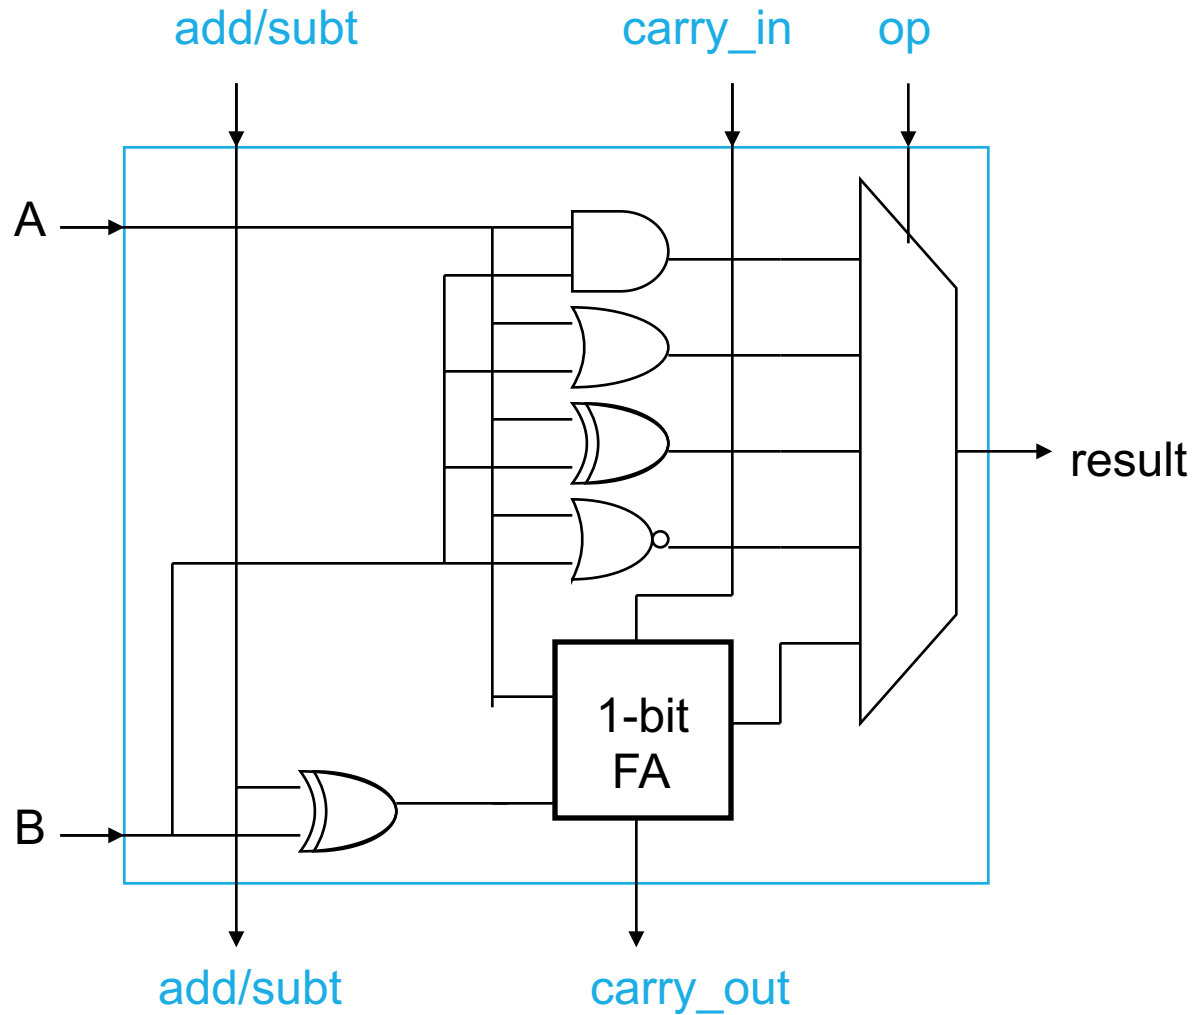 add/subt
carry_in
op
A
result
1-bit
FA
B
add/subt
carry_out